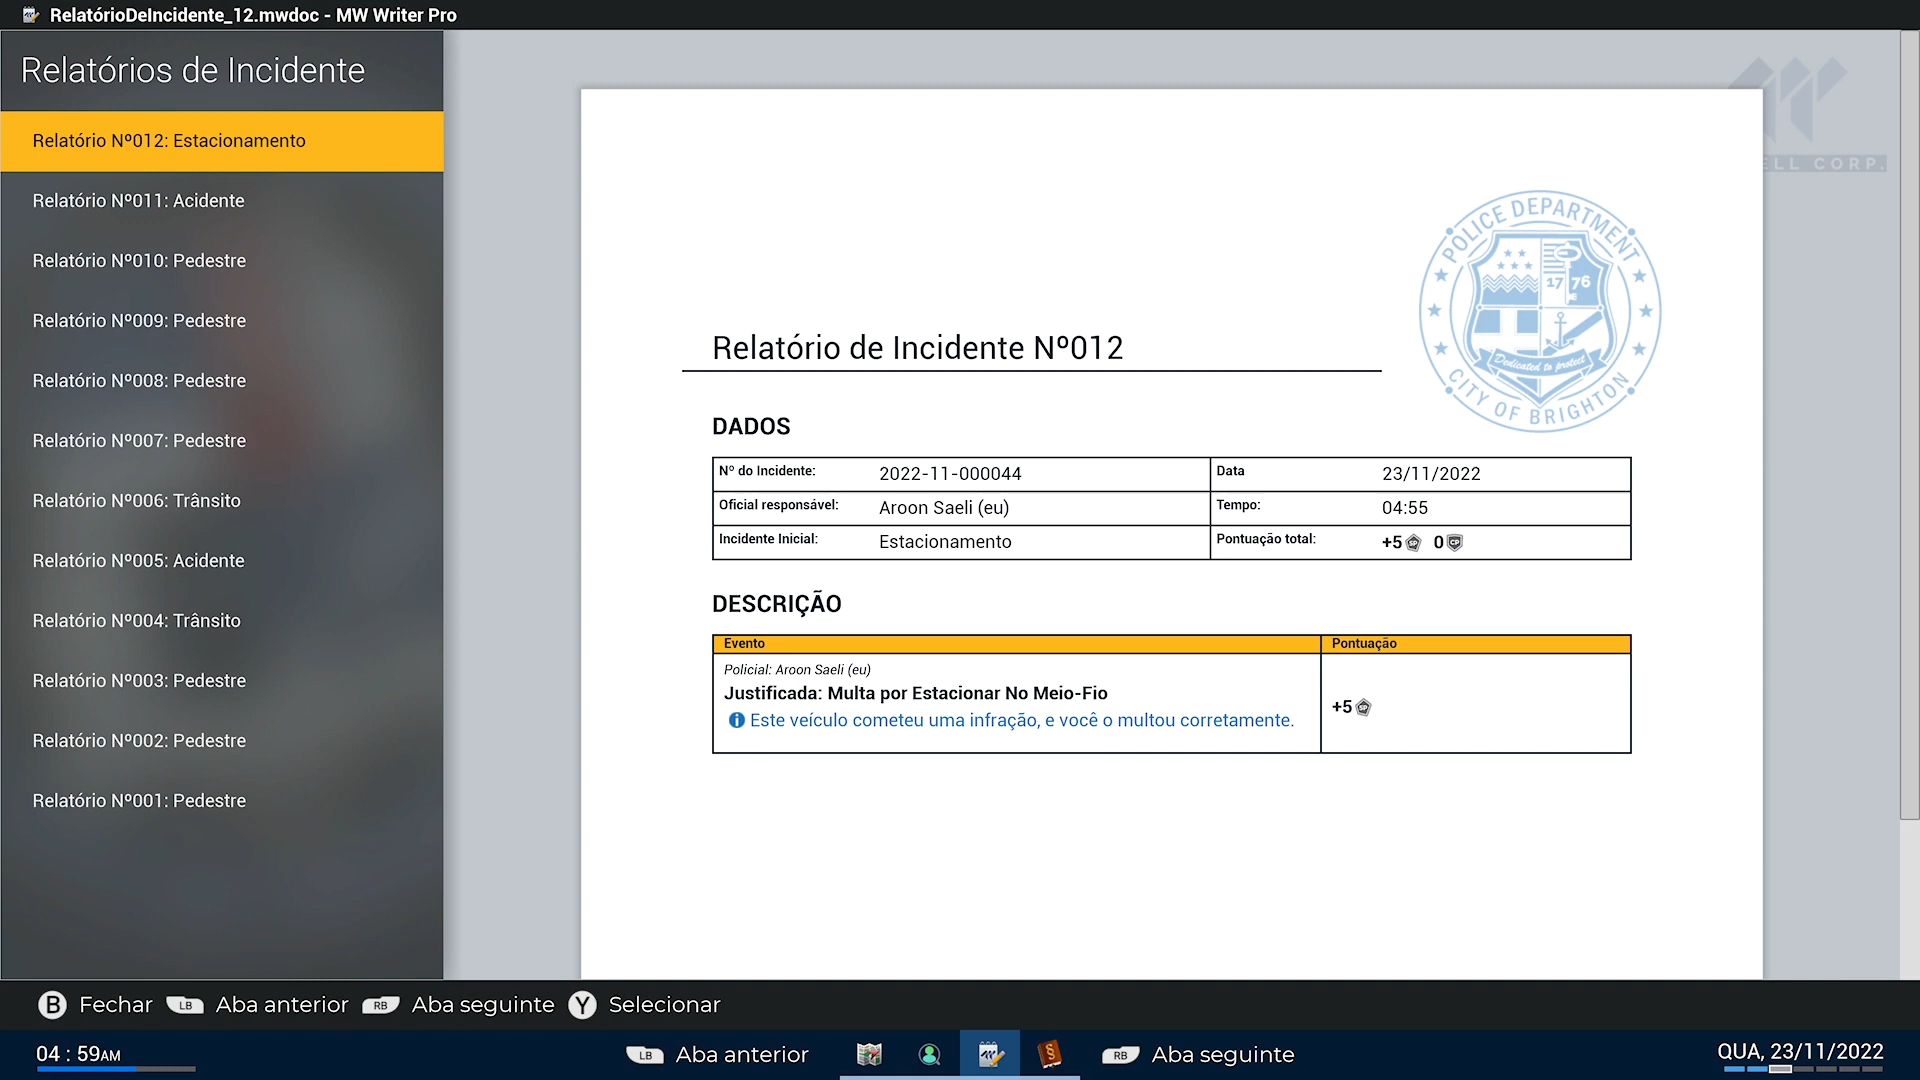 RelatórioDeIncidente_12.mwdoc - MW Writer Pro
Relatórios de Incidente
Relatório Nº012: Estacionamento
Relatório Nº011: Acidente
Relatório Nº010: Pedestre
Relatório Nº009: Pedestre
Relatório Nº008: Pedestre
Relatório Nº007: Pedestre
Relatório Nº006: Trânsito
Relatório Nº005: Acidente
Relatório Nº004: Trânsito
Relatório Nº003: Pedestre
Relatório Nº002: Pedestre
Relatório Nº001: Pedestre
ELL CORP.
POLICE DEPARTMENT
1776
Dedicated to protect
CITY OF BRIGHTON
Relatório de Incidente Nº012
DADOS
Nº do Incidente: 2022-11-000044 Data 23/11/2022
Oficial responsável: Aroon Saeli (eu) Tempo: 04:55
Incidente Inicial: Estacionamento Pontuação total: +5 SP 0 CP
DESCRIÇÃO
Evento Pontuação
Policial: Aroon Saeli (eu)
Justificada: Multa por Estacionar No Meio-Fio
Este veículo cometeu uma infração, e você o multou corretamente.
+5 SP
B Fechar LB Aba anterior RB Aba seguinte Y Selecionar
04 : 59AM
LB Aba anterior
RB Aba seguinte
QUA, 23/11/2022